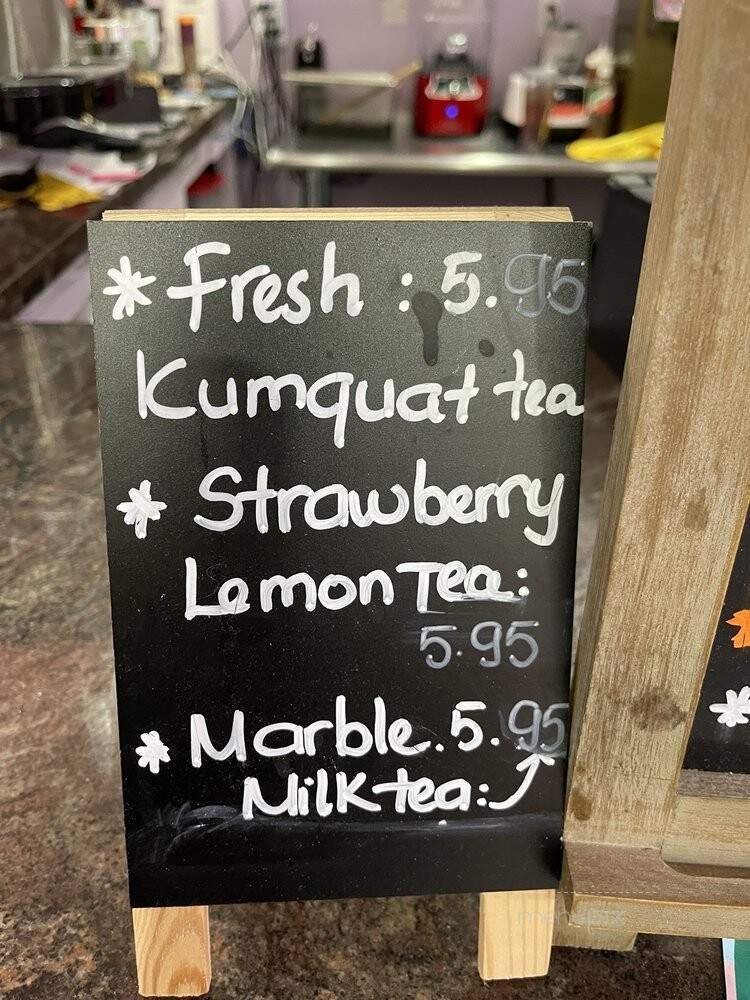 * Fresh : 5.95
Kumquat tea
* Strawberry
Lemon Tea:
5.95
* Marble. 5.95
Milk tea: